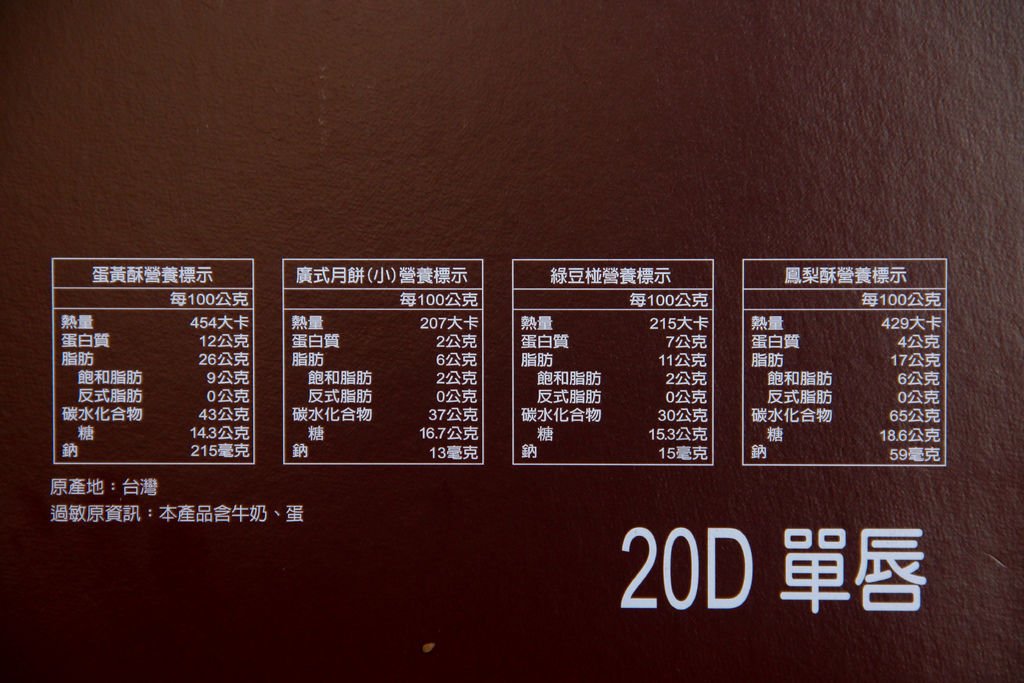 蛋黃酥營養標示
每100公克
熱量 454大卡
蛋白質 12公克
脂肪 26公克
飽和脂肪 9公克
反式脂肪 0公克
碳水化合物 43公克
糖 14.3公克
鈉 215毫克
廣式月餅(小)營養標示
每100公克
熱量 207大卡
蛋白質 2公克
脂肪 6公克
飽和脂肪 2公克
反式脂肪 0公克
碳水化合物 37公克
糖 16.7公克
鈉 13毫克
綠豆椪營養標示
每100公克
熱量 215大卡
蛋白質 7公克
脂肪 11公克
飽和脂肪 2公克
反式脂肪 0公克
碳水化合物 30公克
糖 15.3公克
鈉 15毫克
鳳梨酥營養標示
每100公克
熱量 429大卡
蛋白質 4公克
脂肪 17公克
飽和脂肪 6公克
反式脂肪 0公克
碳水化合物 65公克
糖 18.6公克
鈉 59毫克
原產地：台灣
過敏原資訊：本產品含牛奶、蛋
20D 單唇